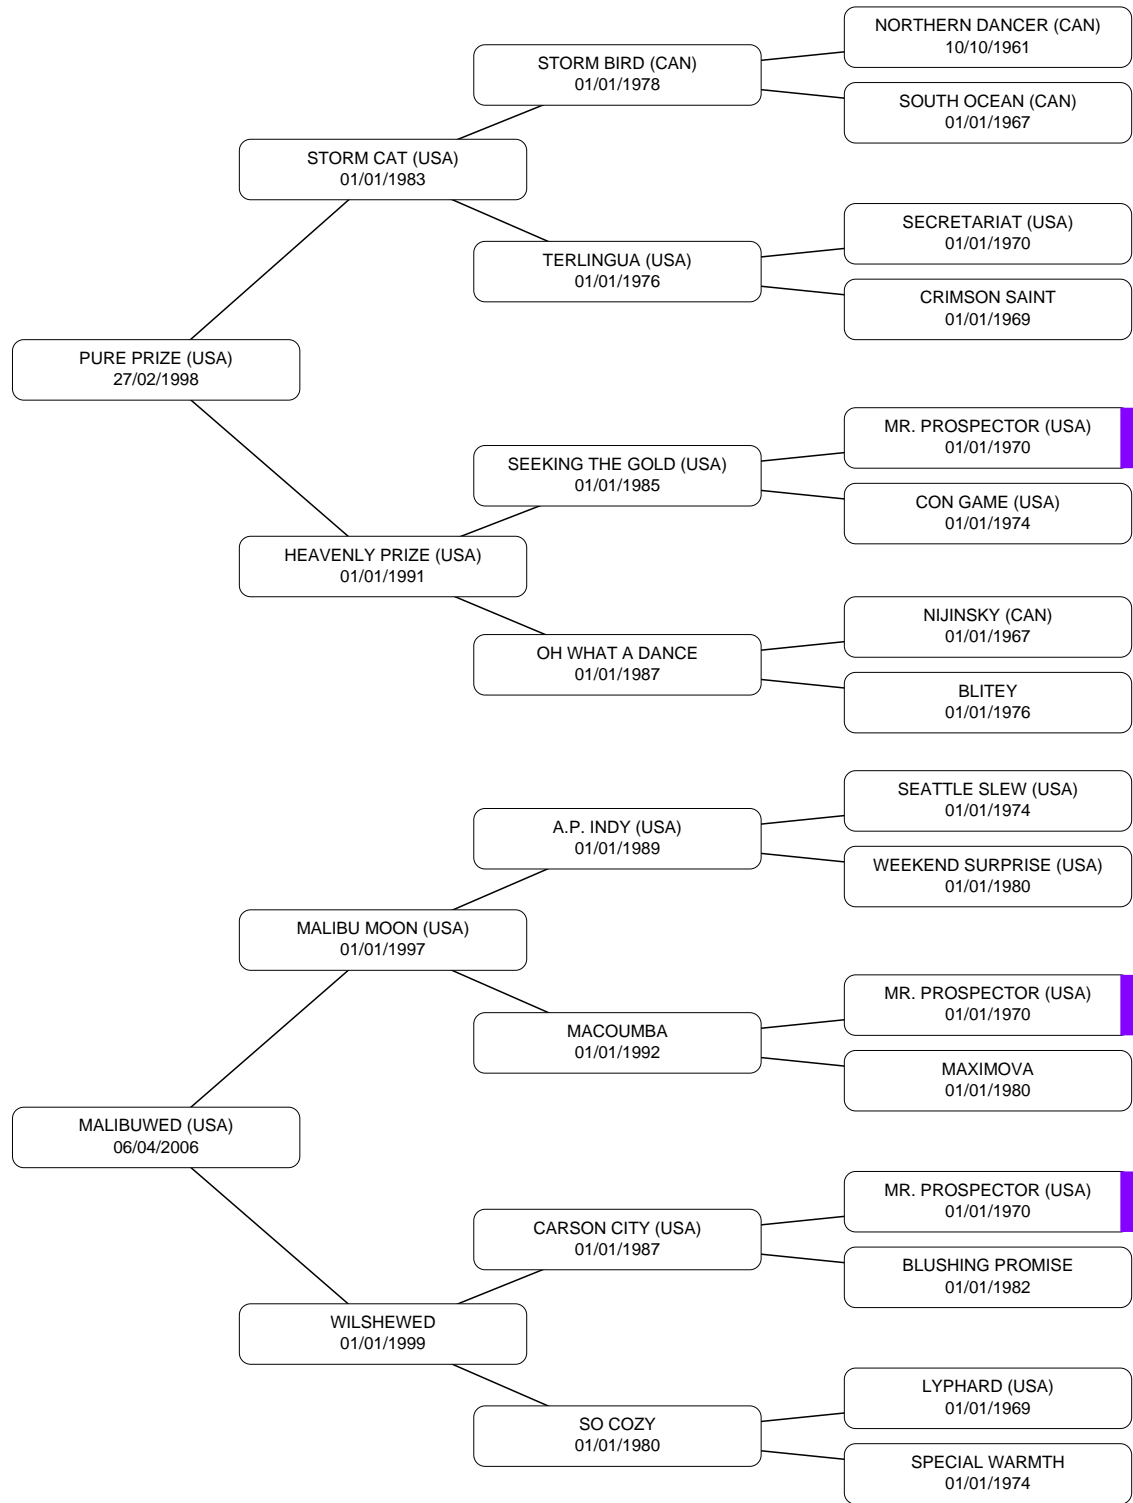 NORTHERN DANCER (CAN)
10/10/1961
STORM BIRD (CAN)
01/01/1978
SOUTH OCEAN (CAN)
01/01/1967
STORM CAT (USA)
01/01/1983
SECRETARIAT (USA)
01/01/1970
TERLINGUA (USA)
01/01/1976
CRIMSON SAINT
01/01/1969
PURE PRIZE (USA)
27/02/1998
MR. PROSPECTOR (USA)
01/01/1970
SEEKING THE GOLD (USA)
01/01/1985
CON GAME (USA)
01/01/1974
HEAVENLY PRIZE (USA)
01/01/1991
NIJINSKY (CAN)
01/01/1967
OH WHAT A DANCE
01/01/1987
BLITEY
01/01/1976
SEATTLE SLEW (USA)
01/01/1974
A.P. INDY (USA)
01/01/1989
WEEKEND SURPRISE (USA)
01/01/1980
MALIBU MOON (USA)
01/01/1997
MR. PROSPECTOR (USA)
01/01/1970
MACOUMBA
01/01/1992
MAXIMOVA
01/01/1980
MALIBUWED (USA)
06/04/2006
MR. PROSPECTOR (USA)
01/01/1970
CARSON CITY (USA)
01/01/1987
BLUSHING PROMISE
01/01/1982
WILSHEWED
01/01/1999
LYPHARD (USA)
01/01/1969
SO COZY
01/01/1980
SPECIAL WARMTH
01/01/1974